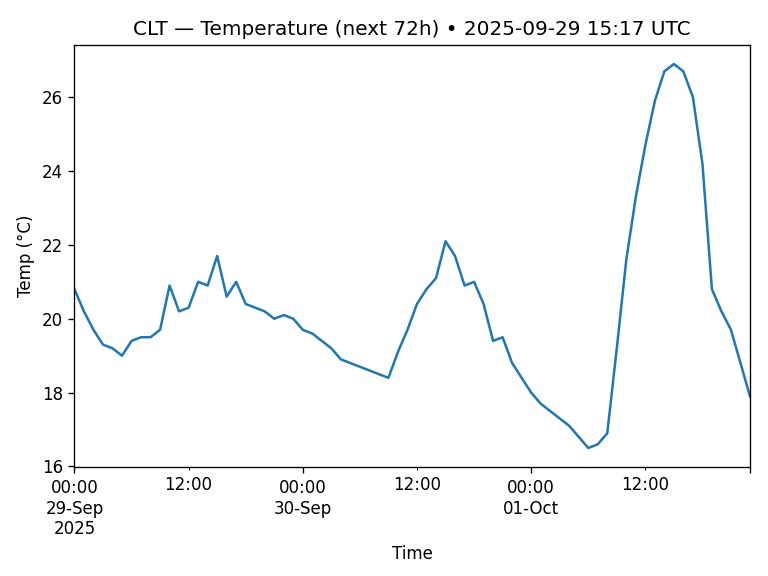 CLT — Temperature (next 72h) • 2025-09-29 15:17 UTC
Temp (°C)
26
24
22
20
18
16
00:00 12:00 00:00 12:00 00:00 12:00
29-Sep 30-Sep 01-Oct
2025
Time